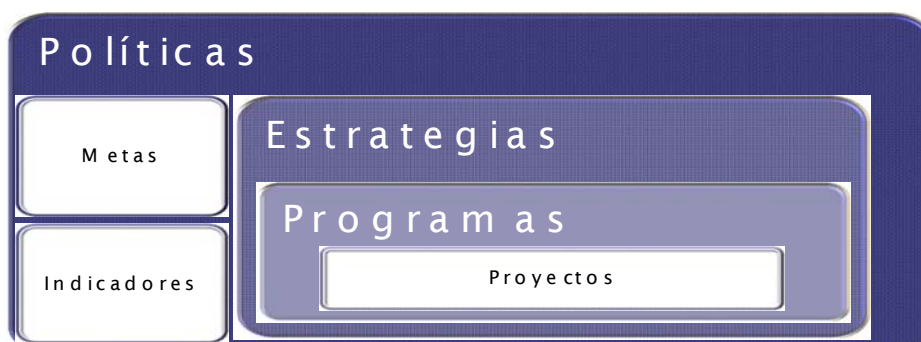 Políticas
Metas
Estrategias
Programas
Indicadores
Proyectos